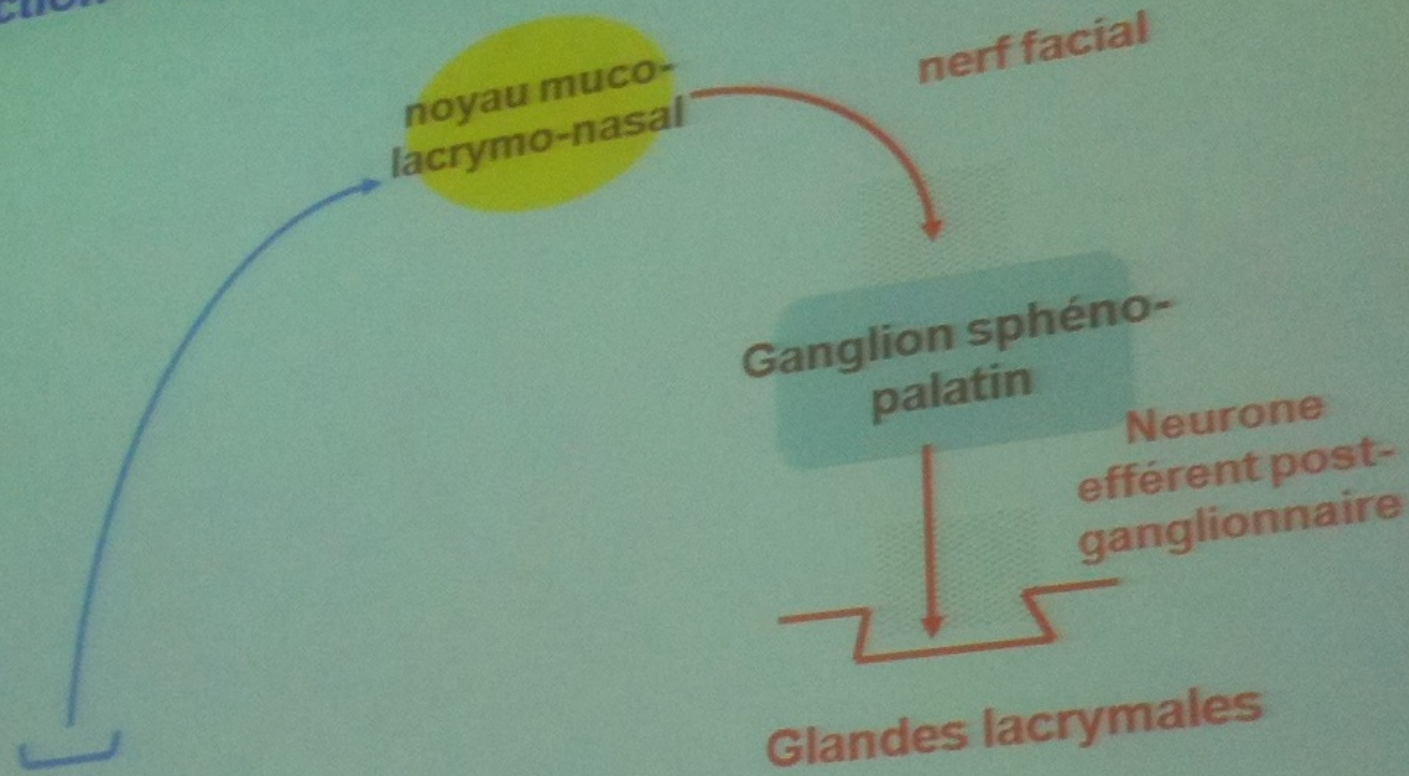 noyau muco-
lacrymo-nasal
nerf facial
Ganglion sphéno-
palatin
Neurone
efférent post-
ganglionnaire
Glandes lacrymales